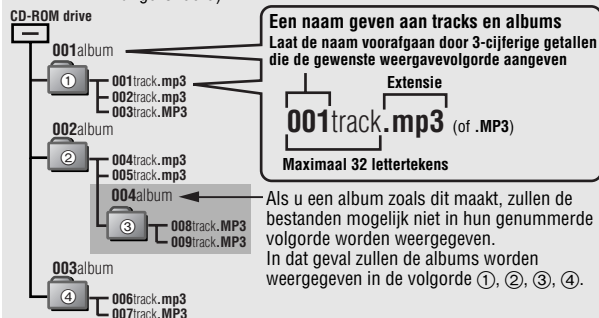 CD-ROM drive
001album
①
001track.mp3
002track.mp3
003track.MP3
002album
②
004track.mp3
005track.mp3
004album
③
008track.MP3
009track.MP3
003album
④
006track.mp3
007track.MP3
Een naam geven aan tracks en albums
Laat de naam voorafgaan door 3-cijferige getallen
die de gewenste weergavevolgorde aangeven
Extensie
001track.mp3 (of .MP3)
Maximaal 32 lettertekens
Als u een album zoals dit maakt, zullen de
bestanden mogelijk niet in hun genummerde
volgorde worden weergegeven.
In dat geval zullen de albums worden
weergegeven in de volgorde ①, ②, ③, ④.